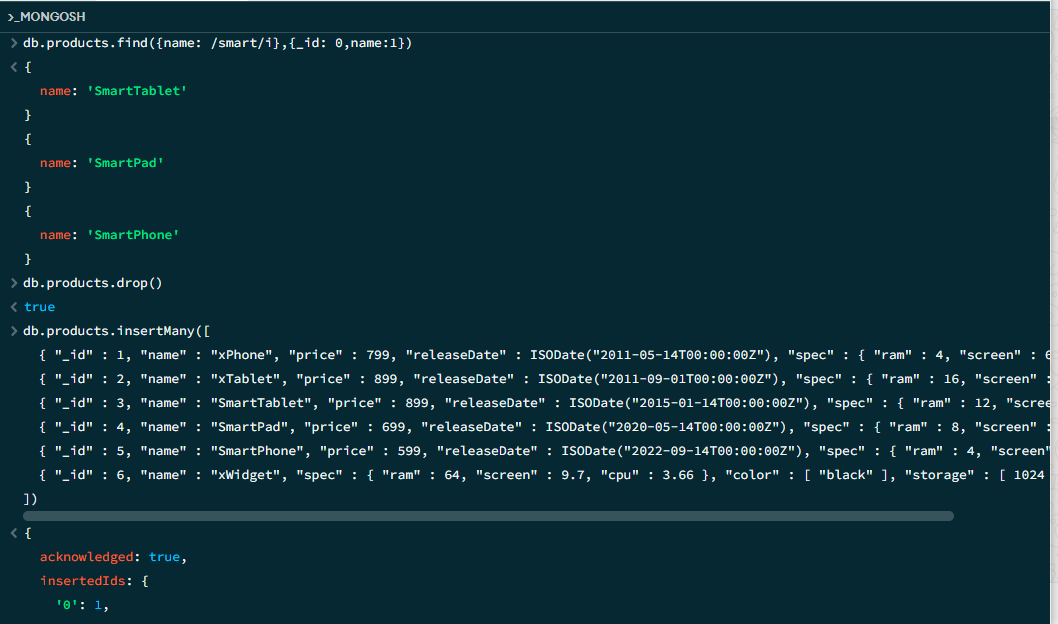 >_MONGOSH
> db.products.find({name: /smart/i},{_id: 0,name:1})
< {
name: 'SmartTablet'
}
{
name: 'SmartPad'
}
{
name: 'SmartPhone'
}
> db.products.drop()
< true
> db.products.insertMany([
{ "_id" : 1, "name" : "xPhone", "price" : 799, "releaseDate" : ISODate("2011-05-14T00:00:00Z"), "spec" : { "ram" : 4, "screen" : 6
{ "_id" : 2, "name" : "xTablet", "price" : 899, "releaseDate" : ISODate("2011-09-01T00:00:00Z"), "spec" : { "ram" : 16, "screen" :
{ "_id" : 3, "name" : "SmartTablet", "price" : 899, "releaseDate" : ISODate("2015-01-14T00:00:00Z"), "spec" : { "ram" : 12, "scree
{ "_id" : 4, "name" : "SmartPad", "price" : 699, "releaseDate" : ISODate("2020-05-14T00:00:00Z"), "spec" : { "ram" : 8, "screen" :
{ "_id" : 5, "name" : "SmartPhone", "price" : 599, "releaseDate" : ISODate("2022-09-14T00:00:00Z"), "spec" : { "ram" : 4, "screen"
{ "_id" : 6, "name" : "xWidget", "spec" : { "ram" : 64, "screen" : 9.7, "cpu" : 3.66 }, "color" : [ "black" ], "storage" : [ 1024
])
< {
acknowledged: true,
insertedIds: {
'0': 1,